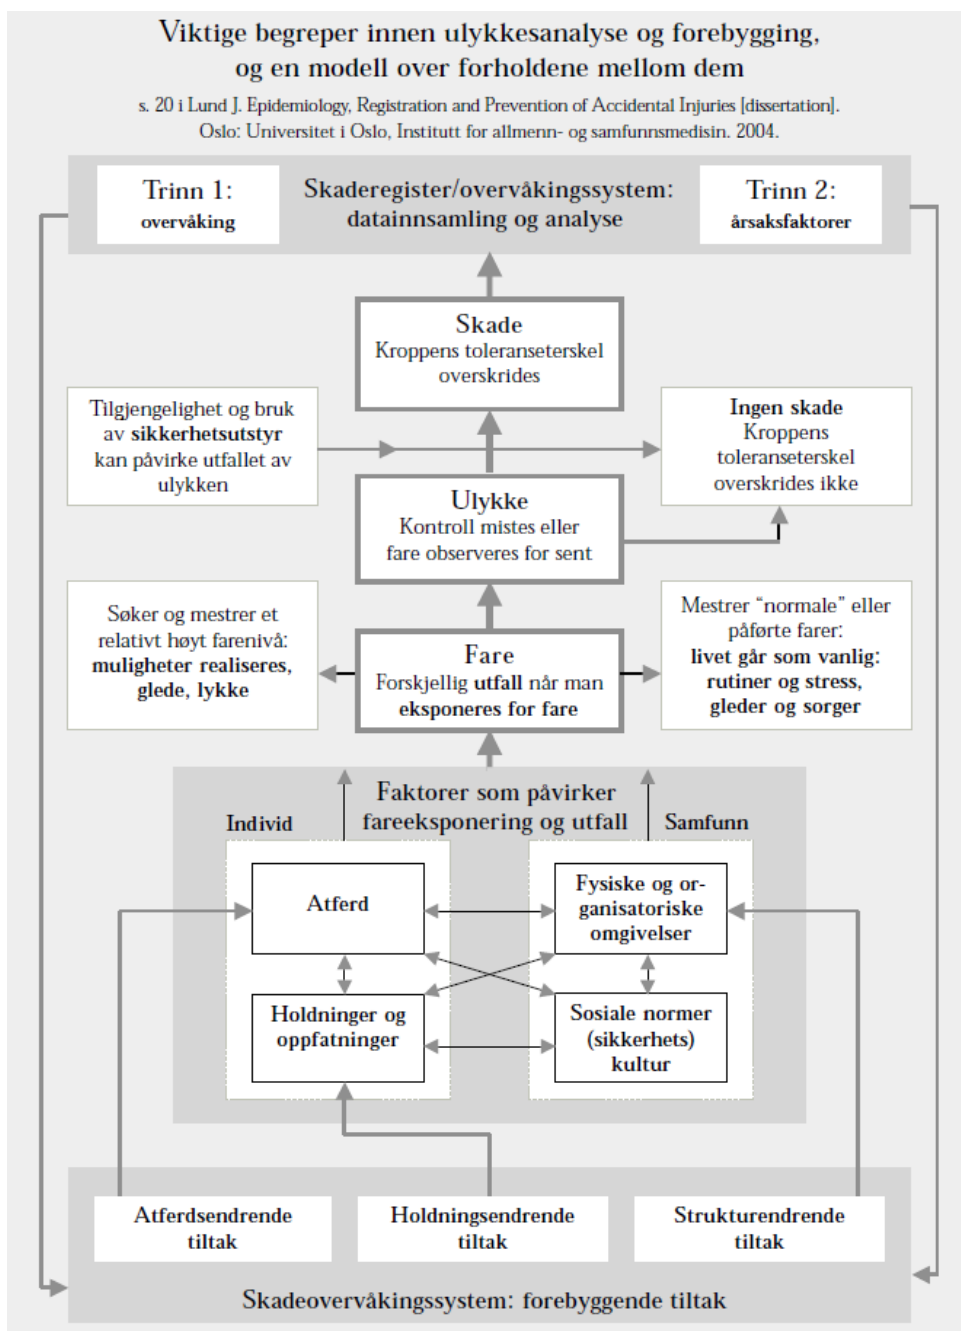 Viktige begreper innen ulykkesanalyse og forebygging,
og en modell over forholdene mellom dem
s. 20 i Lund J. Epidemiology, Registration and Prevention of Accidental Injuries [dissertation].
Oslo: Universitet i Oslo, Institutt for allmenn- og samfunnsmedisin. 2004.
Trinn 1:
overvåking
Skaderegister/overvåkingssystem:
datainnsamling og analyse
Trinn 2:
årsaksfaktorer
Skade
Kroppens toleranseterskel
overskrides
Tilgjengelighet og bruk
av sikkerhetsutstyr
kan påvirke utfallet av
ulykken
Ingen skade
Kroppens
toleranseterskel
overskrides ikke
Ulykke
Kontroll mistes eller
fare observeres for sent
Søker og mestrer et
relativt høyt farenivå:
muligheter realiseres,
glede, lykke
Fare
Forskjellig utfall når man
eksponeres for fare
Mestrer “normale” eller
påførte farer:
livet går som vanlig:
rutiner og stress,
gleder og sorger
Faktorer som påvirker
fareeksponering og utfall
Individ
Samfunn
Atferd
Fysiske og or-
ganisatoriske
omgivelser
Holdninger og
oppfatninger
Sosiale normer
(sikkerhets)
kultur
Atferdsendrende
tiltak
Holdningsendrende
tiltak
Strukturendrende
tiltak
Skadeovervåkingssystem: forebyggende tiltak